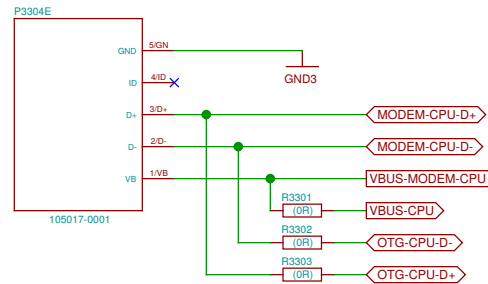 P3304E
GND 5/GN
ID 4/ID
GND3
D+ 3/D+ MODEM-CPU-D+
D- 2/D- MODEM-CPU-D-
VB 1/VB VBUS-MODEM-CPU
R3301
(0R) VBUS-CPU
105017-0001
R3302
(0R) OTG-CPU-D-
R3303
(0R) OTG-CPU-D+